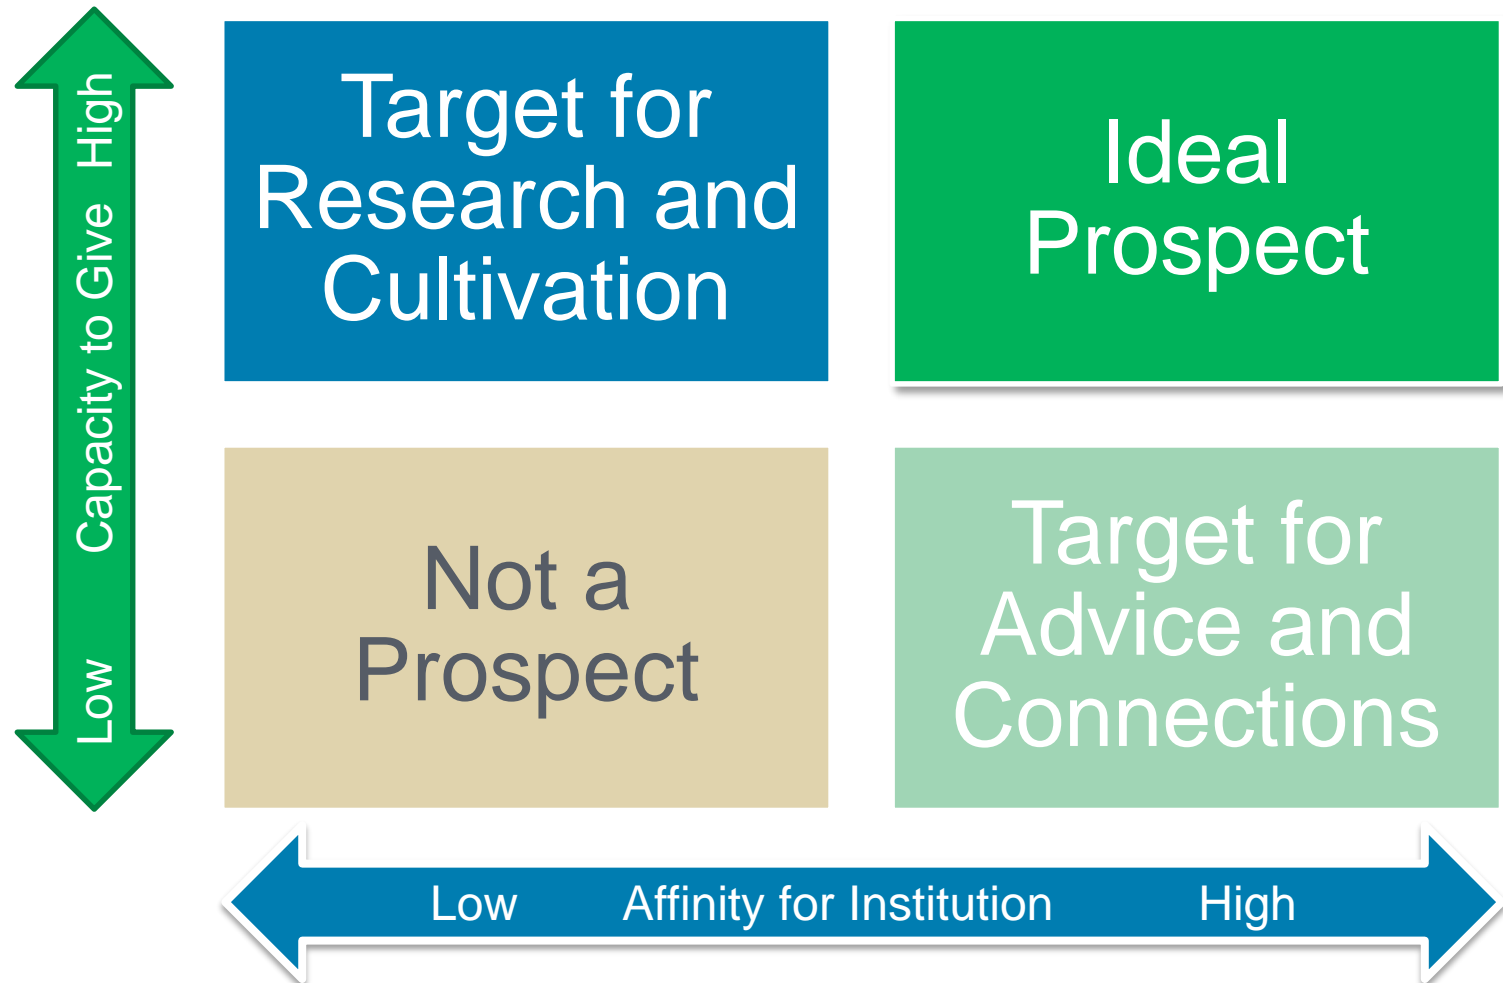 Low Capacity to Give High
Target for
Research and
Cultivation
Ideal
Prospect
Not a
Prospect
Target for
Advice and
Connections
Low Affinity for Institution High